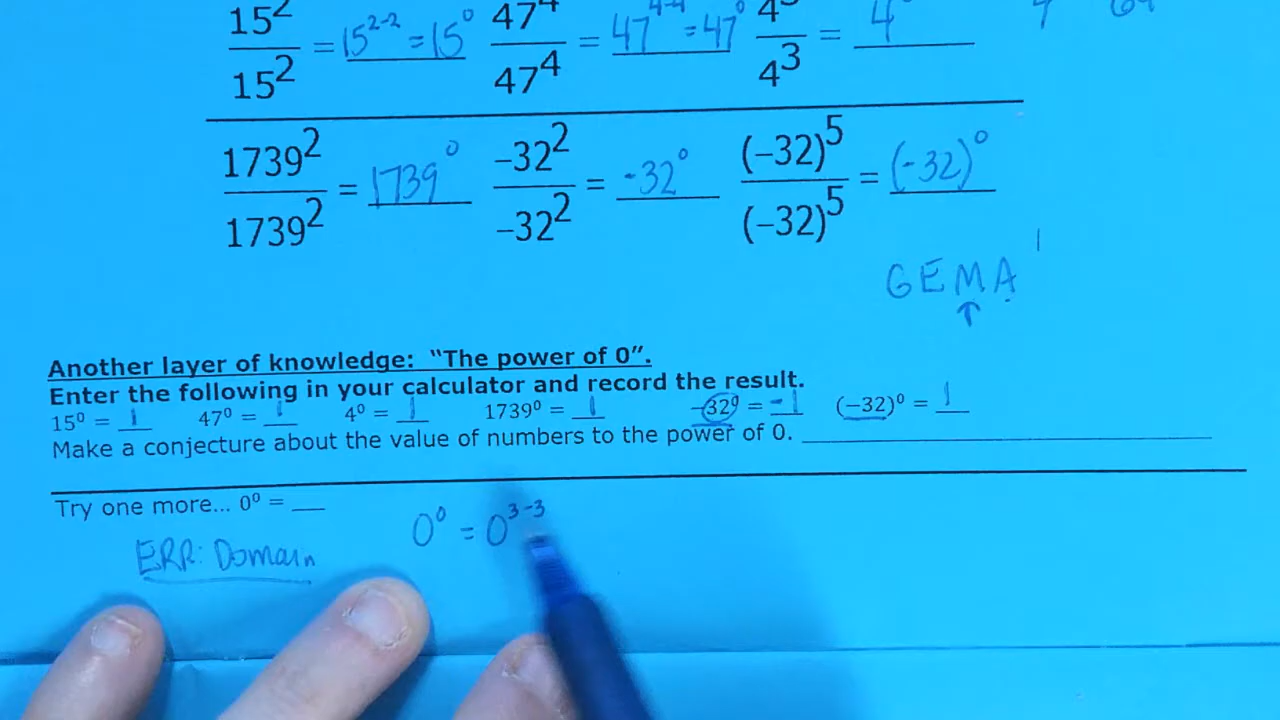 15² / 15² = 15²⁻² = 15⁰ 47⁴ / 47⁴ = 47⁴⁻⁴ = 47⁰ / 4³ = 4
1739² / 1739² = 1739⁰ -32² / -32² = -32⁰ (-32)⁵ / (-32)⁵ = (-32)⁰
GEMA
Another layer of knowledge: “The power of 0”.
Enter the following in your calculator and record the result.
15⁰ = 1 47⁰ = 1 4⁰ = 1 1739⁰ = 1 -32⁰ = -1 (-32)⁰ = 1
Make a conjecture about the value of numbers to the power of 0.
Try one more... 0⁰ = __
0⁰ = 0³⁻³
ERR: Domain